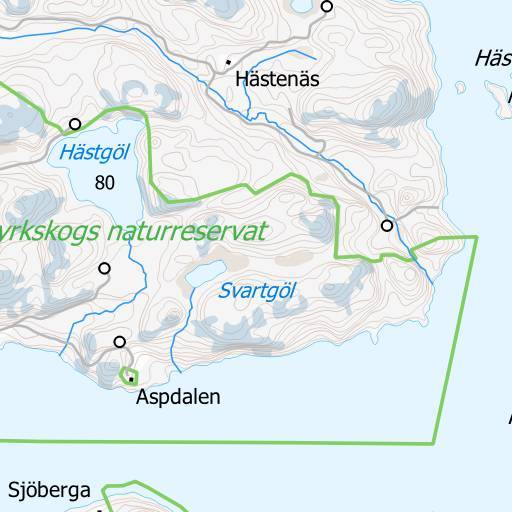 Häs
Hästenäs
Hästgöl
80
yrkskogs naturreservat
Svartgöl
Aspdalen
Sjöberga